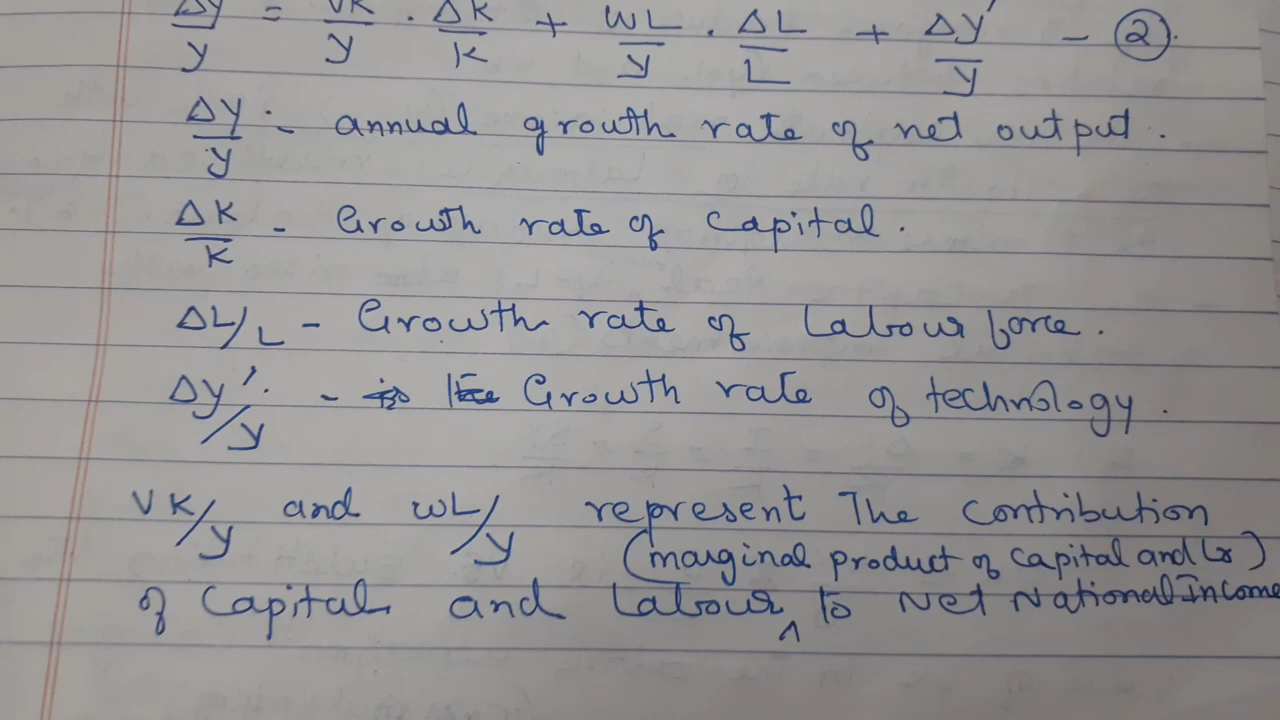 Δy/y = VK/y . ΔK/K + WL/y . ΔL/L + Δy'/y - ②.
Δy/y - annual growth rate of net output.
ΔK/K - Growth rate of Capital.
ΔL/L - Growth rate of Labour force.
Δy'/y - Growth rate of technology.
VK/y and WL/y represent The Contribution
(marginal product of Capital and Lr)
of Capital and Labour ^ to Net National Income